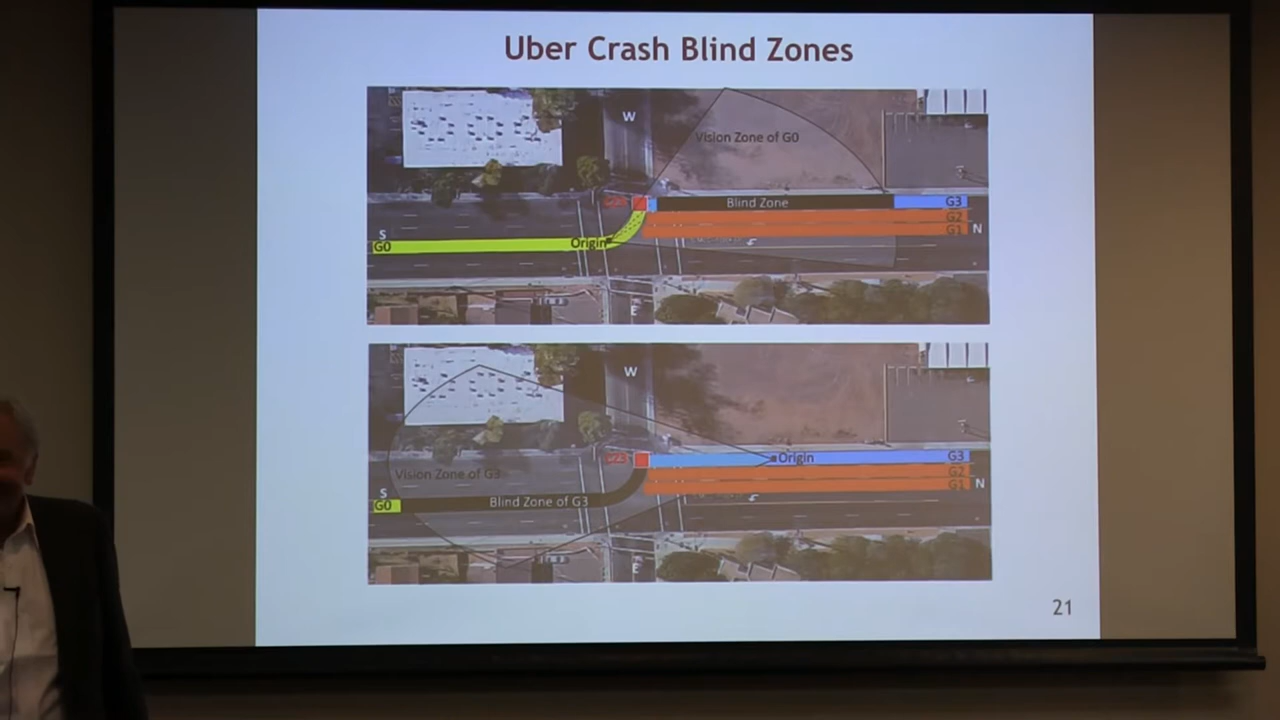 Uber Crash Blind Zones
W
Vision Zone of G0
Blind Zone
G3
G2
S
G1
N
G0
Origin
E
W
Origin
G3
Vision Zone of G3
G2
G1
N
S
G0
Blind Zone of G3
E
21